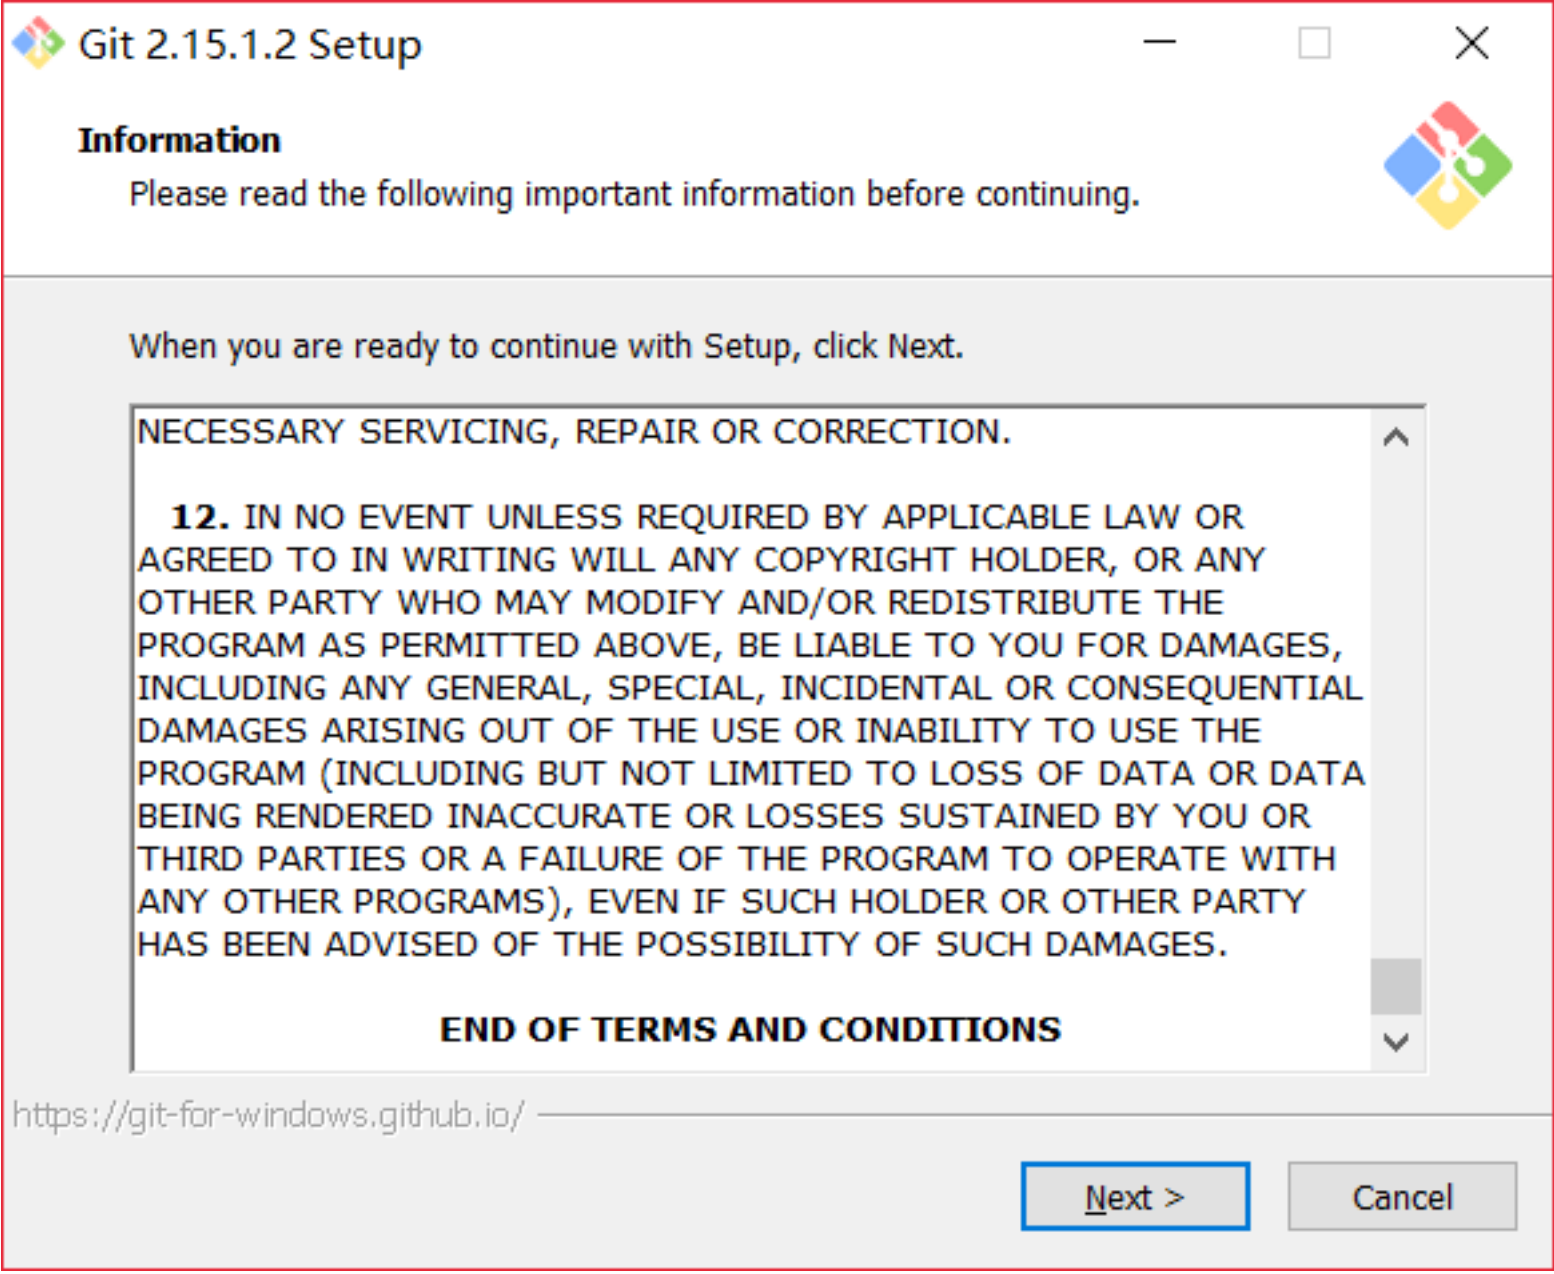 Git 2.15.1.2 Setup
Information
Please read the following important information before continuing.
When you are ready to continue with Setup, click Next.
NECESSARY SERVICING, REPAIR OR CORRECTION.
12. IN NO EVENT UNLESS REQUIRED BY APPLICABLE LAW OR
AGREED TO IN WRITING WILL ANY COPYRIGHT HOLDER, OR ANY
OTHER PARTY WHO MAY MODIFY AND/OR REDISTRIBUTE THE
PROGRAM AS PERMITTED ABOVE, BE LIABLE TO YOU FOR DAMAGES,
INCLUDING ANY GENERAL, SPECIAL, INCIDENTAL OR CONSEQUENTIAL
DAMAGES ARISING OUT OF THE USE OR INABILITY TO USE THE
PROGRAM (INCLUDING BUT NOT LIMITED TO LOSS OF DATA OR DATA
BEING RENDERED INACCURATE OR LOSSES SUSTAINED BY YOU OR
THIRD PARTIES OR A FAILURE OF THE PROGRAM TO OPERATE WITH
ANY OTHER PROGRAMS), EVEN IF SUCH HOLDER OR OTHER PARTY
HAS BEEN ADVISED OF THE POSSIBILITY OF SUCH DAMAGES.
END OF TERMS AND CONDITIONS
https://git-for-windows.github.io/
Next >
Cancel